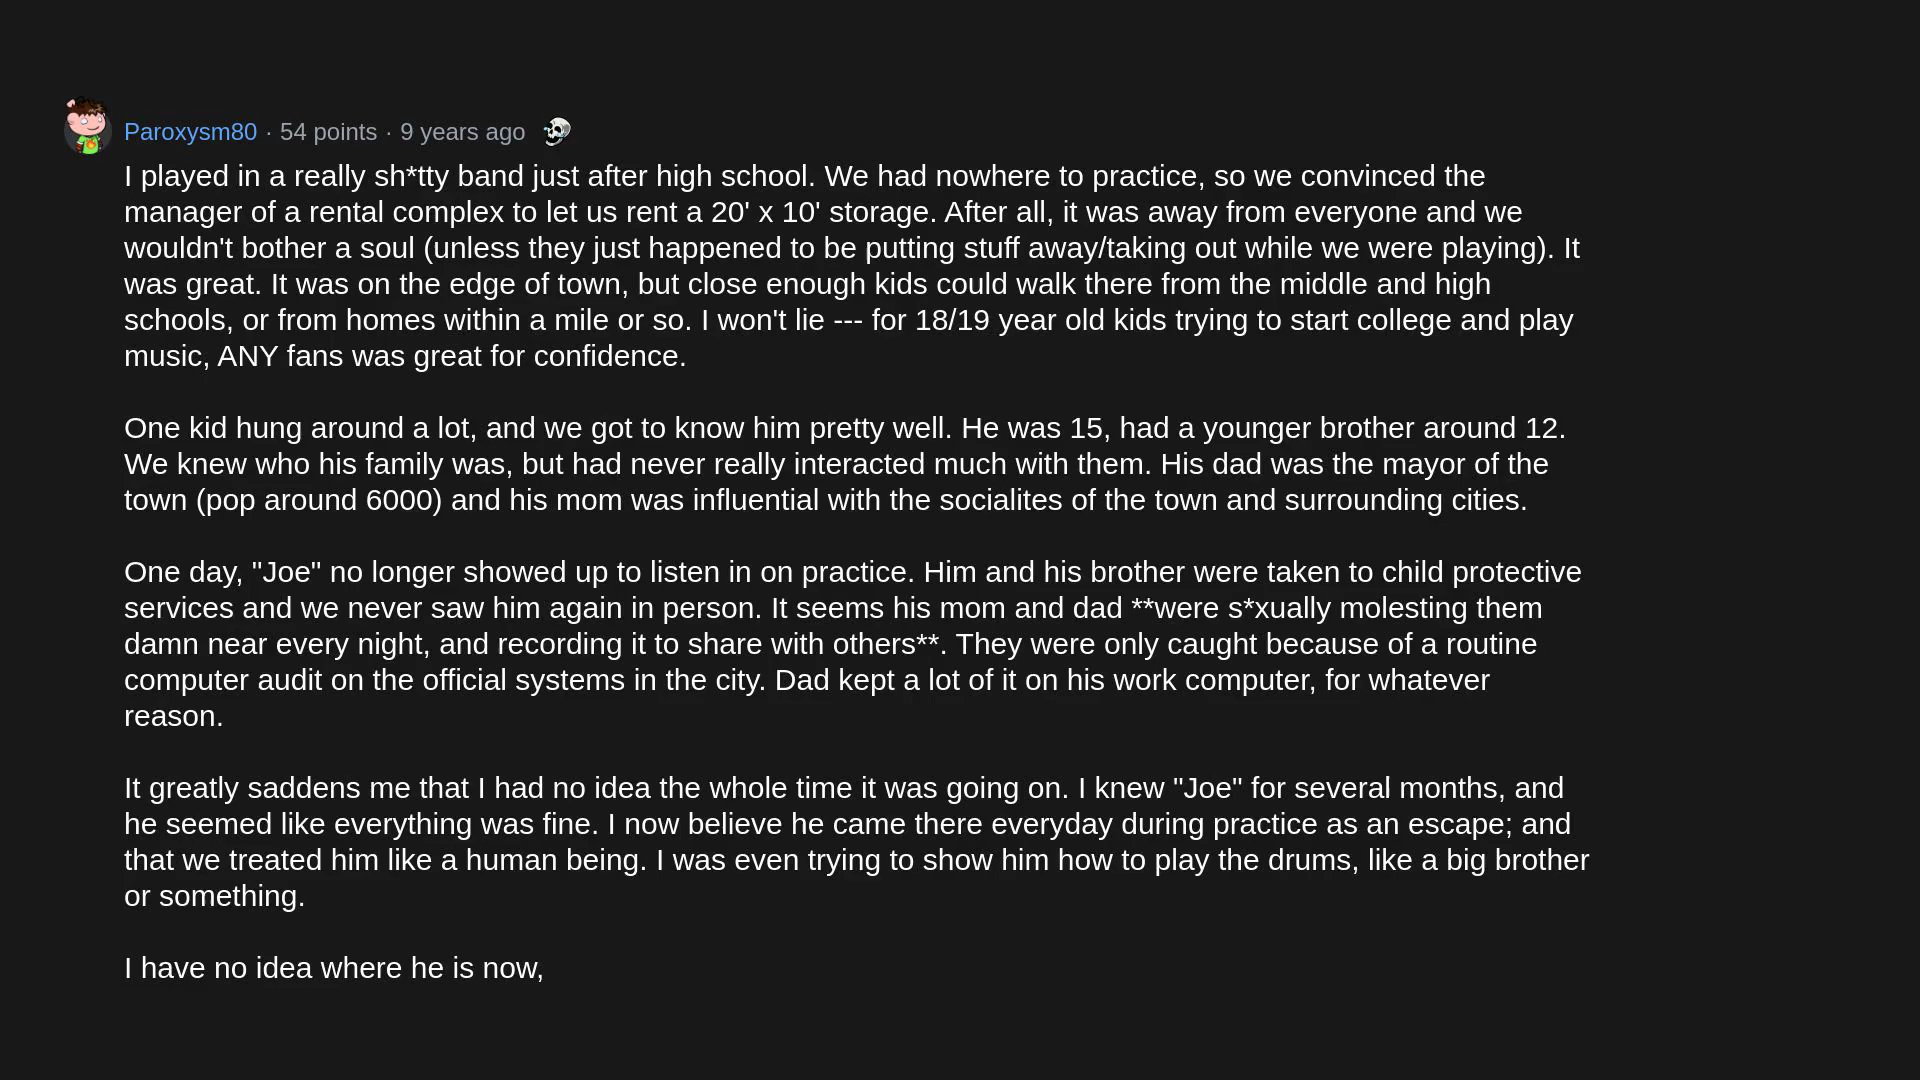 Paroxysm80 · 54 points · 9 years ago
I played in a really sh*tty band just after high school. We had nowhere to practice, so we convinced the
manager of a rental complex to let us rent a 20' x 10' storage. After all, it was away from everyone and we
wouldn't bother a soul (unless they just happened to be putting stuff away/taking out while we were playing). It
was great. It was on the edge of town, but close enough kids could walk there from the middle and high
schools, or from homes within a mile or so. I won't lie --- for 18/19 year old kids trying to start college and play
music, ANY fans was great for confidence.
One kid hung around a lot, and we got to know him pretty well. He was 15, had a younger brother around 12.
We knew who his family was, but had never really interacted much with them. His dad was the mayor of the
town (pop around 6000) and his mom was influential with the socialites of the town and surrounding cities.
One day, "Joe" no longer showed up to listen in on practice. Him and his brother were taken to child protective
services and we never saw him again in person. It seems his mom and dad **were s*xually molesting them
damn near every night, and recording it to share with others**. They were only caught because of a routine
computer audit on the official systems in the city. Dad kept a lot of it on his work computer, for whatever
reason.
It greatly saddens me that I had no idea the whole time it was going on. I knew "Joe" for several months, and
he seemed like everything was fine. I now believe he came there everyday during practice as an escape; and
that we treated him like a human being. I was even trying to show him how to play the drums, like a big brother
or something.
I have no idea where he is now,